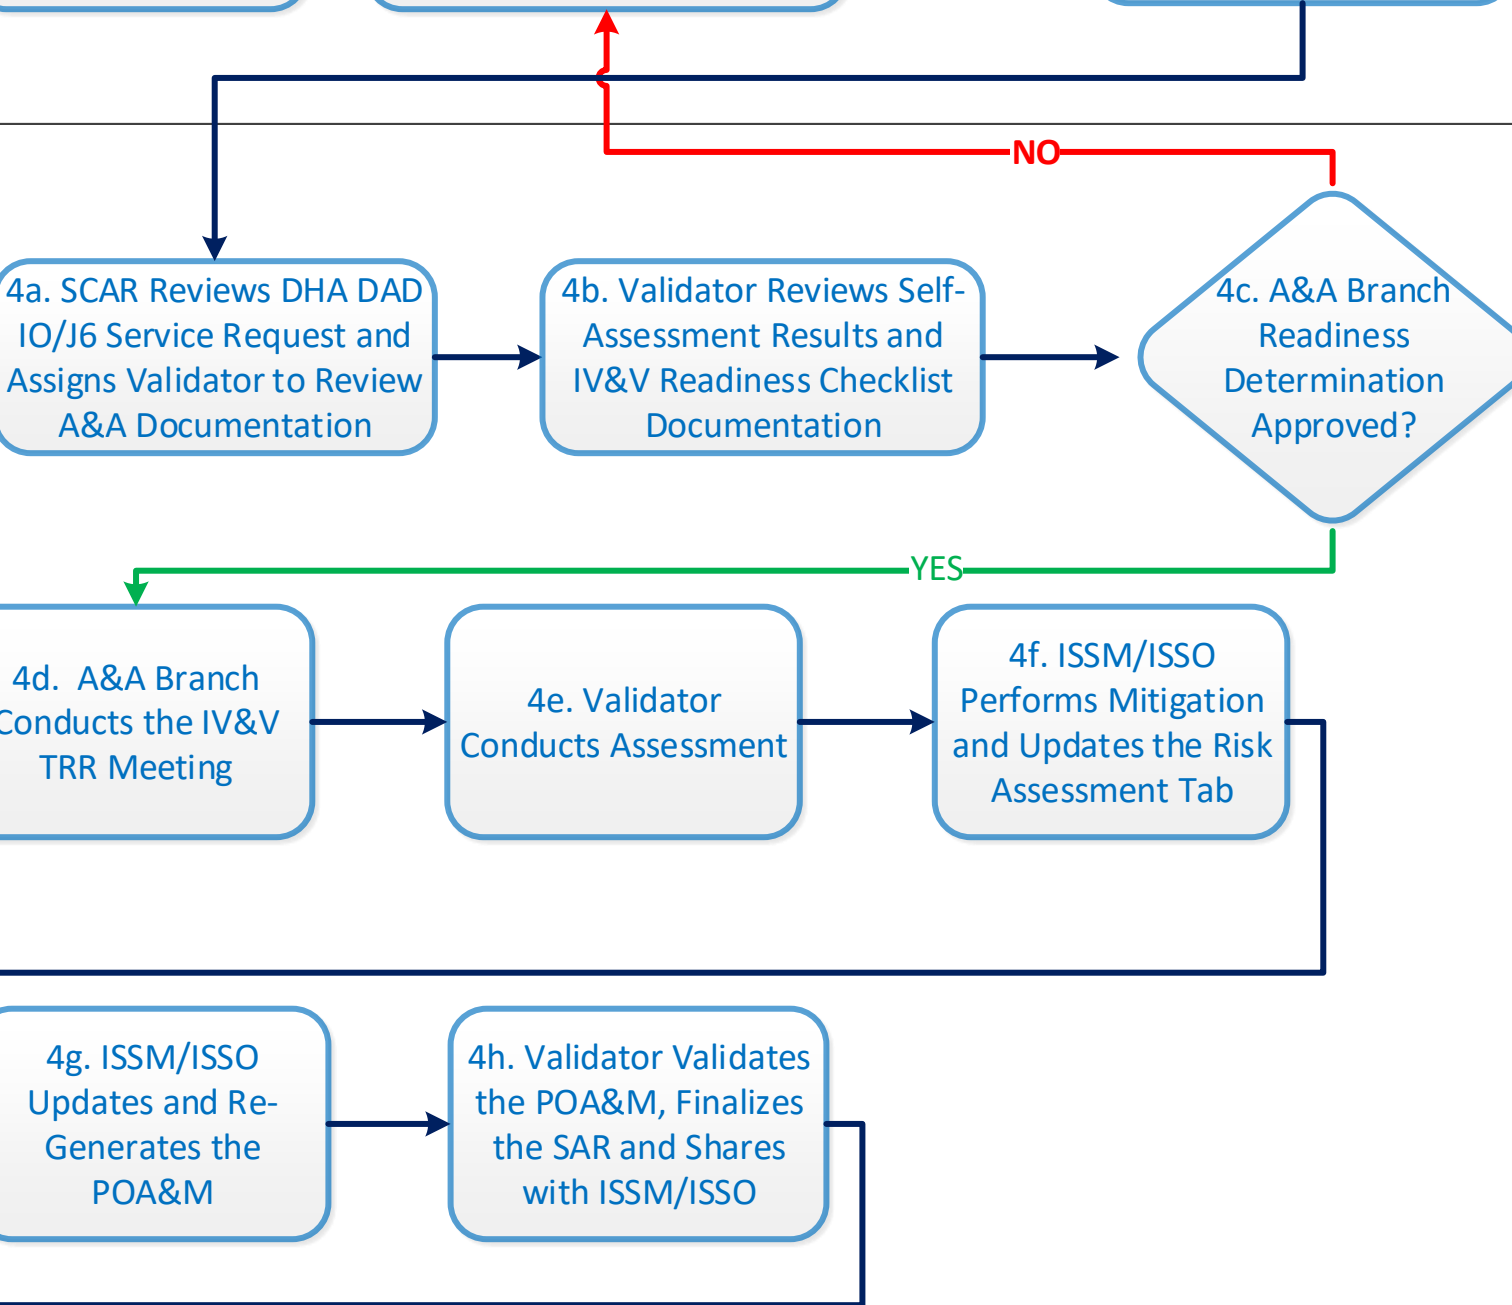 NO
4a. SCAR Reviews DHA DAD
IO/J6 Service Request and
Assigns Validator to Review
A&A Documentation
4b. Validator Reviews Self-
Assessment Results and
IV&V Readiness Checklist
Documentation
4c. A&A Branch
Readiness
Determination
Approved?
YES
4d. A&A Branch
Conducts the IV&V
TRR Meeting
4e. Validator
Conducts Assessment
4f. ISSM/ISSO
Performs Mitigation
and Updates the Risk
Assessment Tab
4g. ISSM/ISSO
Updates and Re-
Generates the
POA&M
4h. Validator Validates
the POA&M, Finalizes
the SAR and Shares
with ISSM/ISSO